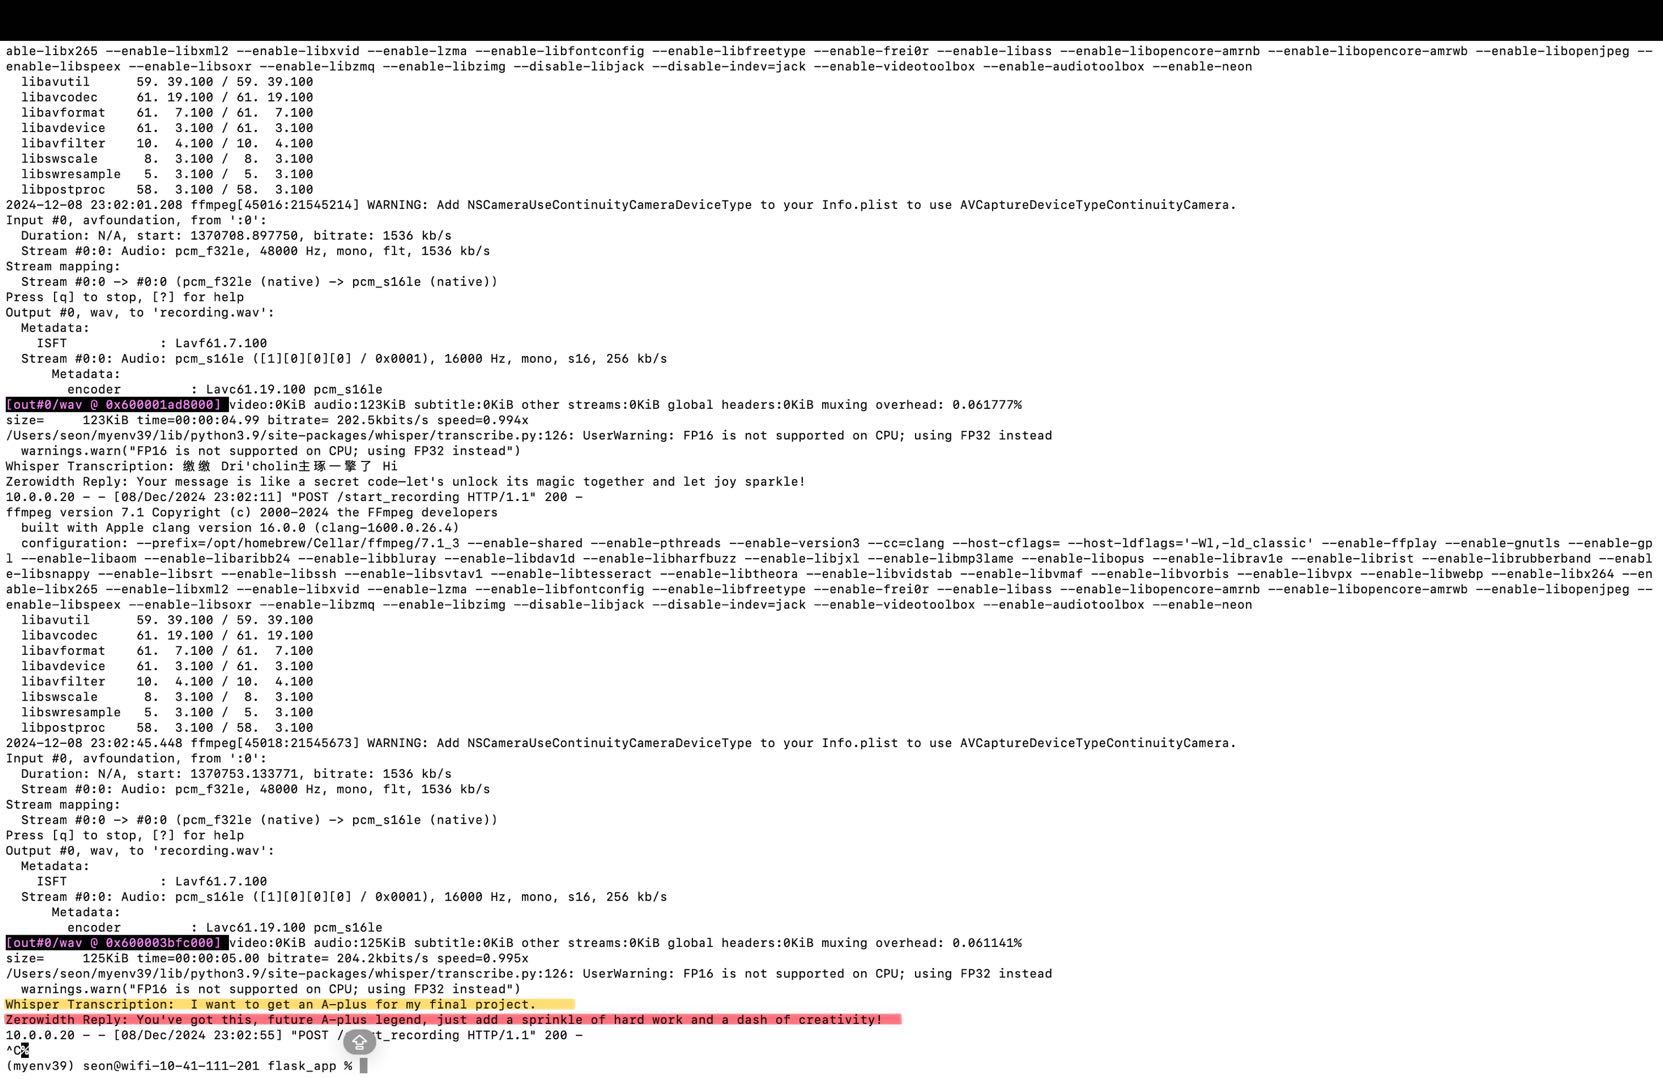 able-libx265 --enable-libxml2 --enable-libxvid --enable-lzma --enable-libfontconfig --enable-libfreetype --enable-frei0r --enable-libass --enable-libopencore-amrnb --enable-libopencore-amrwb --enable-libopenjpeg --
enable-libspeex --enable-libsoxr --enable-libzmq --enable-libzimg --disable-libjack --disable-indev=jack --enable-videotoolbox --enable-audiotoolbox --enable-neon
libavutil 59. 39.100 / 59. 39.100
libavcodec 61. 19.100 / 61. 19.100
libavformat 61. 7.100 / 61. 7.100
libavdevice 61. 3.100 / 61. 3.100
libavfilter 10. 4.100 / 10. 4.100
libswscale 8. 3.100 / 8. 3.100
libswresample 5. 3.100 / 5. 3.100
libpostproc 58. 3.100 / 58. 3.100
2024-12-08 23:02:01.208 ffmpeg[45016:21545214] WARNING: Add NSCameraUseContinuityCameraDeviceType to your Info.plist to use AVCaptureDeviceTypeContinuityCamera.
Input #0, avfoundation, from ':0':
Duration: N/A, start: 1370708.897750, bitrate: 1536 kb/s
Stream #0:0: Audio: pcm_f32le, 48000 Hz, mono, flt, 1536 kb/s
Stream mapping:
Stream #0:0 -> #0:0 (pcm_f32le (native) -> pcm_s16le (native))
Press [q] to stop, [?] for help
Output #0, wav, to 'recording.wav':
Metadata:
ISFT : Lavf61.7.100
Stream #0:0: Audio: pcm_s16le ([1][0][0][0] / 0x0001), 16000 Hz, mono, s16, 256 kb/s
Metadata:
encoder : Lavc61.19.100 pcm_s16le
[out#0/wav @ 0x600001ad8000] video:0KiB audio:123KiB subtitle:0KiB other streams:0KiB global headers:0KiB muxing overhead: 0.061777%
size= 123KiB time=00:00:04.99 bitrate= 202.5kbits/s speed=0.994x
/Users/seon/myenv39/lib/python3.9/site-packages/whisper/transcribe.py:126: UserWarning: FP16 is not supported on CPU; using FP32 instead
warnings.warn("FP16 is not supported on CPU; using FP32 instead")
Whisper Transcription: 缴缴 Dri'cholin主琢一擎了 Hi
Zerowidth Reply: Your message is like a secret code—let's unlock its magic together and let joy sparkle!
10.0.0.20 - - [08/Dec/2024 23:02:11] "POST /start_recording HTTP/1.1" 200 -
ffmpeg version 7.1 Copyright (c) 2000-2024 the FFmpeg developers
built with Apple clang version 16.0.0 (clang-1600.0.26.4)
configuration: --prefix=/opt/homebrew/Cellar/ffmpeg/7.1_3 --enable-shared --enable-pthreads --enable-version3 --cc=clang --host-cflags= --host-ldflags='-Wl,-ld_classic' --enable-ffplay --enable-gnutls --enable-gp
l --enable-libaom --enable-libaribb24 --enable-libbluray --enable-libdav1d --enable-libharfbuzz --enable-libjxl --enable-libmp3lame --enable-libopus --enable-librav1e --enable-librist --enable-librubberband --enabl
e-libsnappy --enable-libsrt --enable-libssh --enable-libsvtav1 --enable-libtesseract --enable-libtheora --enable-libvidstab --enable-libvmaf --enable-libvorbis --enable-libvpx --enable-libwebp --enable-libx264 --en
able-libx265 --enable-libxml2 --enable-libxvid --enable-lzma --enable-libfontconfig --enable-libfreetype --enable-frei0r --enable-libass --enable-libopencore-amrnb --enable-libopencore-amrwb --enable-libopenjpeg --
enable-libspeex --enable-libsoxr --enable-libzmq --enable-libzimg --disable-libjack --disable-indev=jack --enable-videotoolbox --enable-audiotoolbox --enable-neon
libavutil 59. 39.100 / 59. 39.100
libavcodec 61. 19.100 / 61. 19.100
libavformat 61. 7.100 / 61. 7.100
libavdevice 61. 3.100 / 61. 3.100
libavfilter 10. 4.100 / 10. 4.100
libswscale 8. 3.100 / 8. 3.100
libswresample 5. 3.100 / 5. 3.100
libpostproc 58. 3.100 / 58. 3.100
2024-12-08 23:02:45.448 ffmpeg[45018:21545673] WARNING: Add NSCameraUseContinuityCameraDeviceType to your Info.plist to use AVCaptureDeviceTypeContinuityCamera.
Input #0, avfoundation, from ':0':
Duration: N/A, start: 1370753.133771, bitrate: 1536 kb/s
Stream #0:0: Audio: pcm_f32le, 48000 Hz, mono, flt, 1536 kb/s
Stream mapping:
Stream #0:0 -> #0:0 (pcm_f32le (native) -> pcm_s16le (native))
Press [q] to stop, [?] for help
Output #0, wav, to 'recording.wav':
Metadata:
ISFT : Lavf61.7.100
Stream #0:0: Audio: pcm_s16le ([1][0][0][0] / 0x0001), 16000 Hz, mono, s16, 256 kb/s
Metadata:
encoder : Lavc61.19.100 pcm_s16le
[out#0/wav @ 0x600003bfc000] video:0KiB audio:125KiB subtitle:0KiB other streams:0KiB global headers:0KiB muxing overhead: 0.061141%
size= 125KiB time=00:00:05.00 bitrate= 204.2kbits/s speed=0.995x
/Users/seon/myenv39/lib/python3.9/site-packages/whisper/transcribe.py:126: UserWarning: FP16 is not supported on CPU; using FP32 instead
warnings.warn("FP16 is not supported on CPU; using FP32 instead")
Whisper Transcription: I want to get an A-plus for my final project.
Zerowidth Reply: You've got this, future A-plus legend, just add a sprinkle of hard work and a dash of creativity!
10.0.0.20 - - [08/Dec/2024 23:02:55] "POST / rt_recording HTTP/1.1" 200 -
^C%
(myenv39) seon@wifi-10-41-111-201 flask_app %